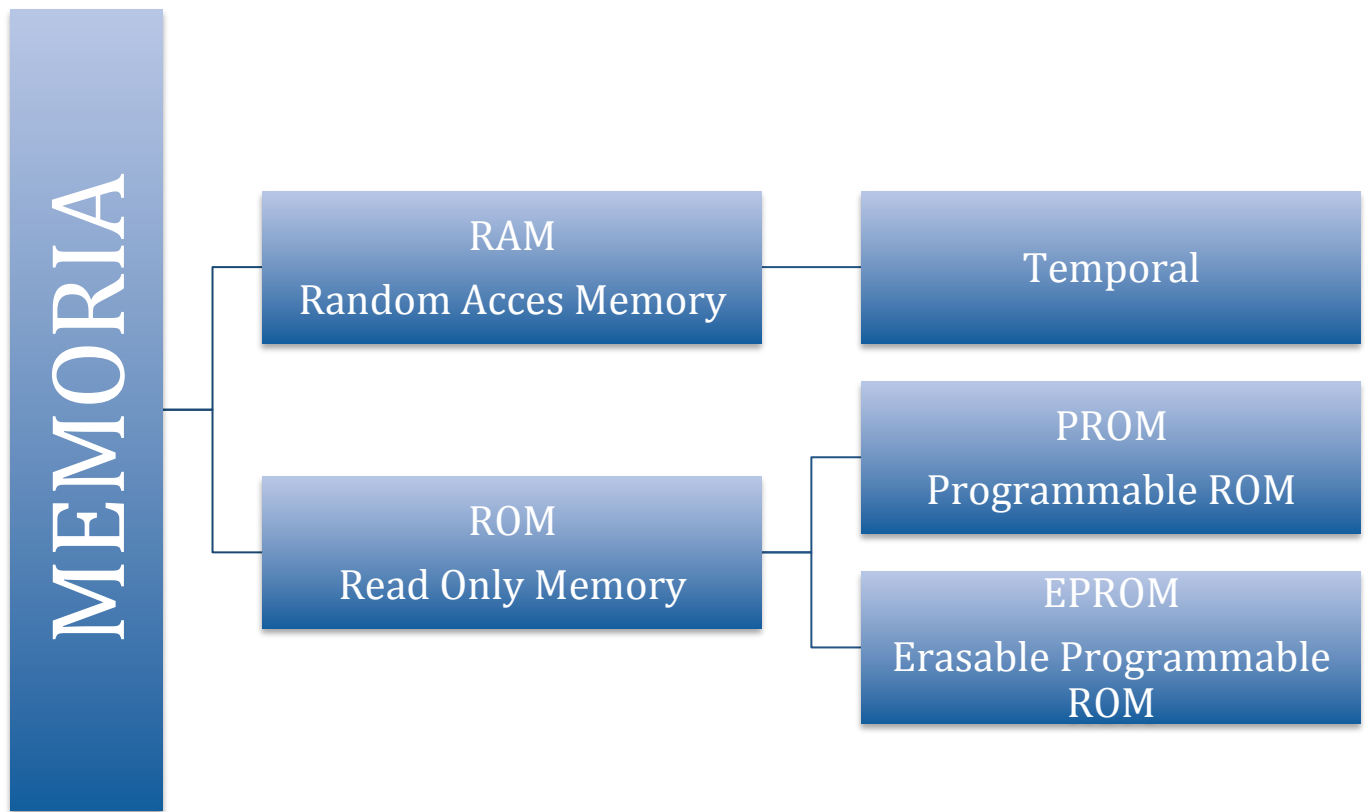 MEMORIA
RAM
Random Acces Memory
Temporal
ROM
Read Only Memory
PROM
Programmable ROM
EPROM
Erasable Programmable
ROM